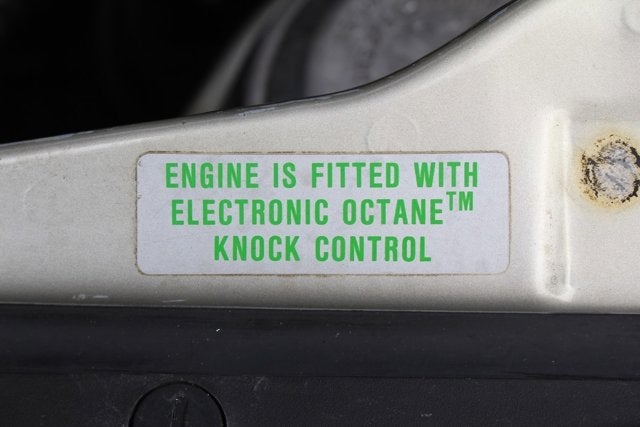 ENGINE IS FITTED WITH
ELECTRONIC OCTANE™
KNOCK CONTROL